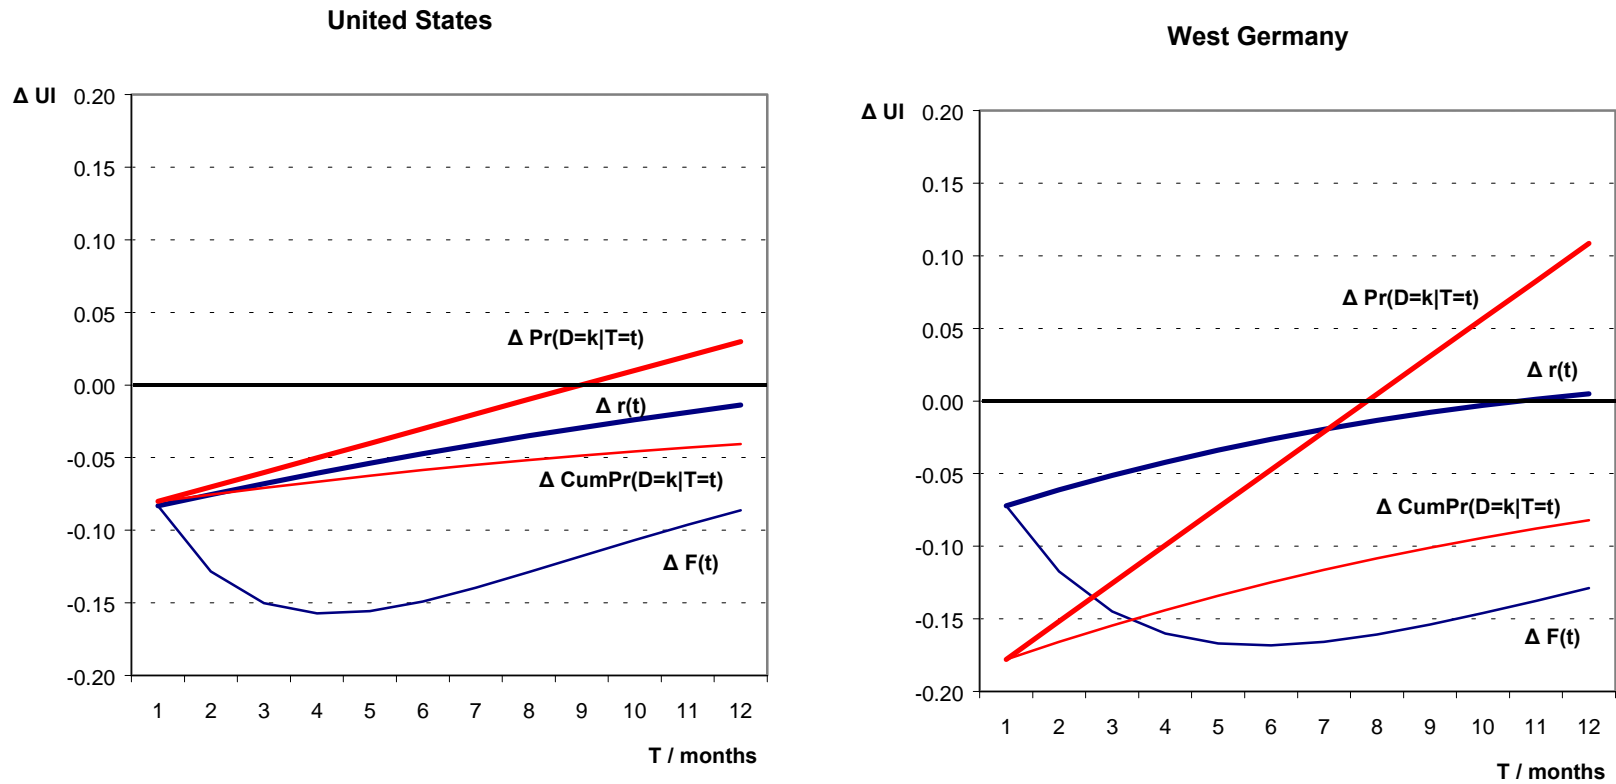 United States
Δ UI
0.20
0.15
0.10
0.05
0.00
-0.05
-0.10
-0.15
-0.20
Δ Pr(D=k|T=t)
Δ r(t)
Δ CumPr(D=k|T=t)
Δ F(t)
1 2 3 4 5 6 7 8 9 10 11 12
T / months
West Germany
Δ UI
0.20
0.15
0.10
0.05
0.00
-0.05
-0.10
-0.15
-0.20
Δ Pr(D=k|T=t)
Δ r(t)
Δ CumPr(D=k|T=t)
Δ F(t)
1 2 3 4 5 6 7 8 9 10 11 12
T / months